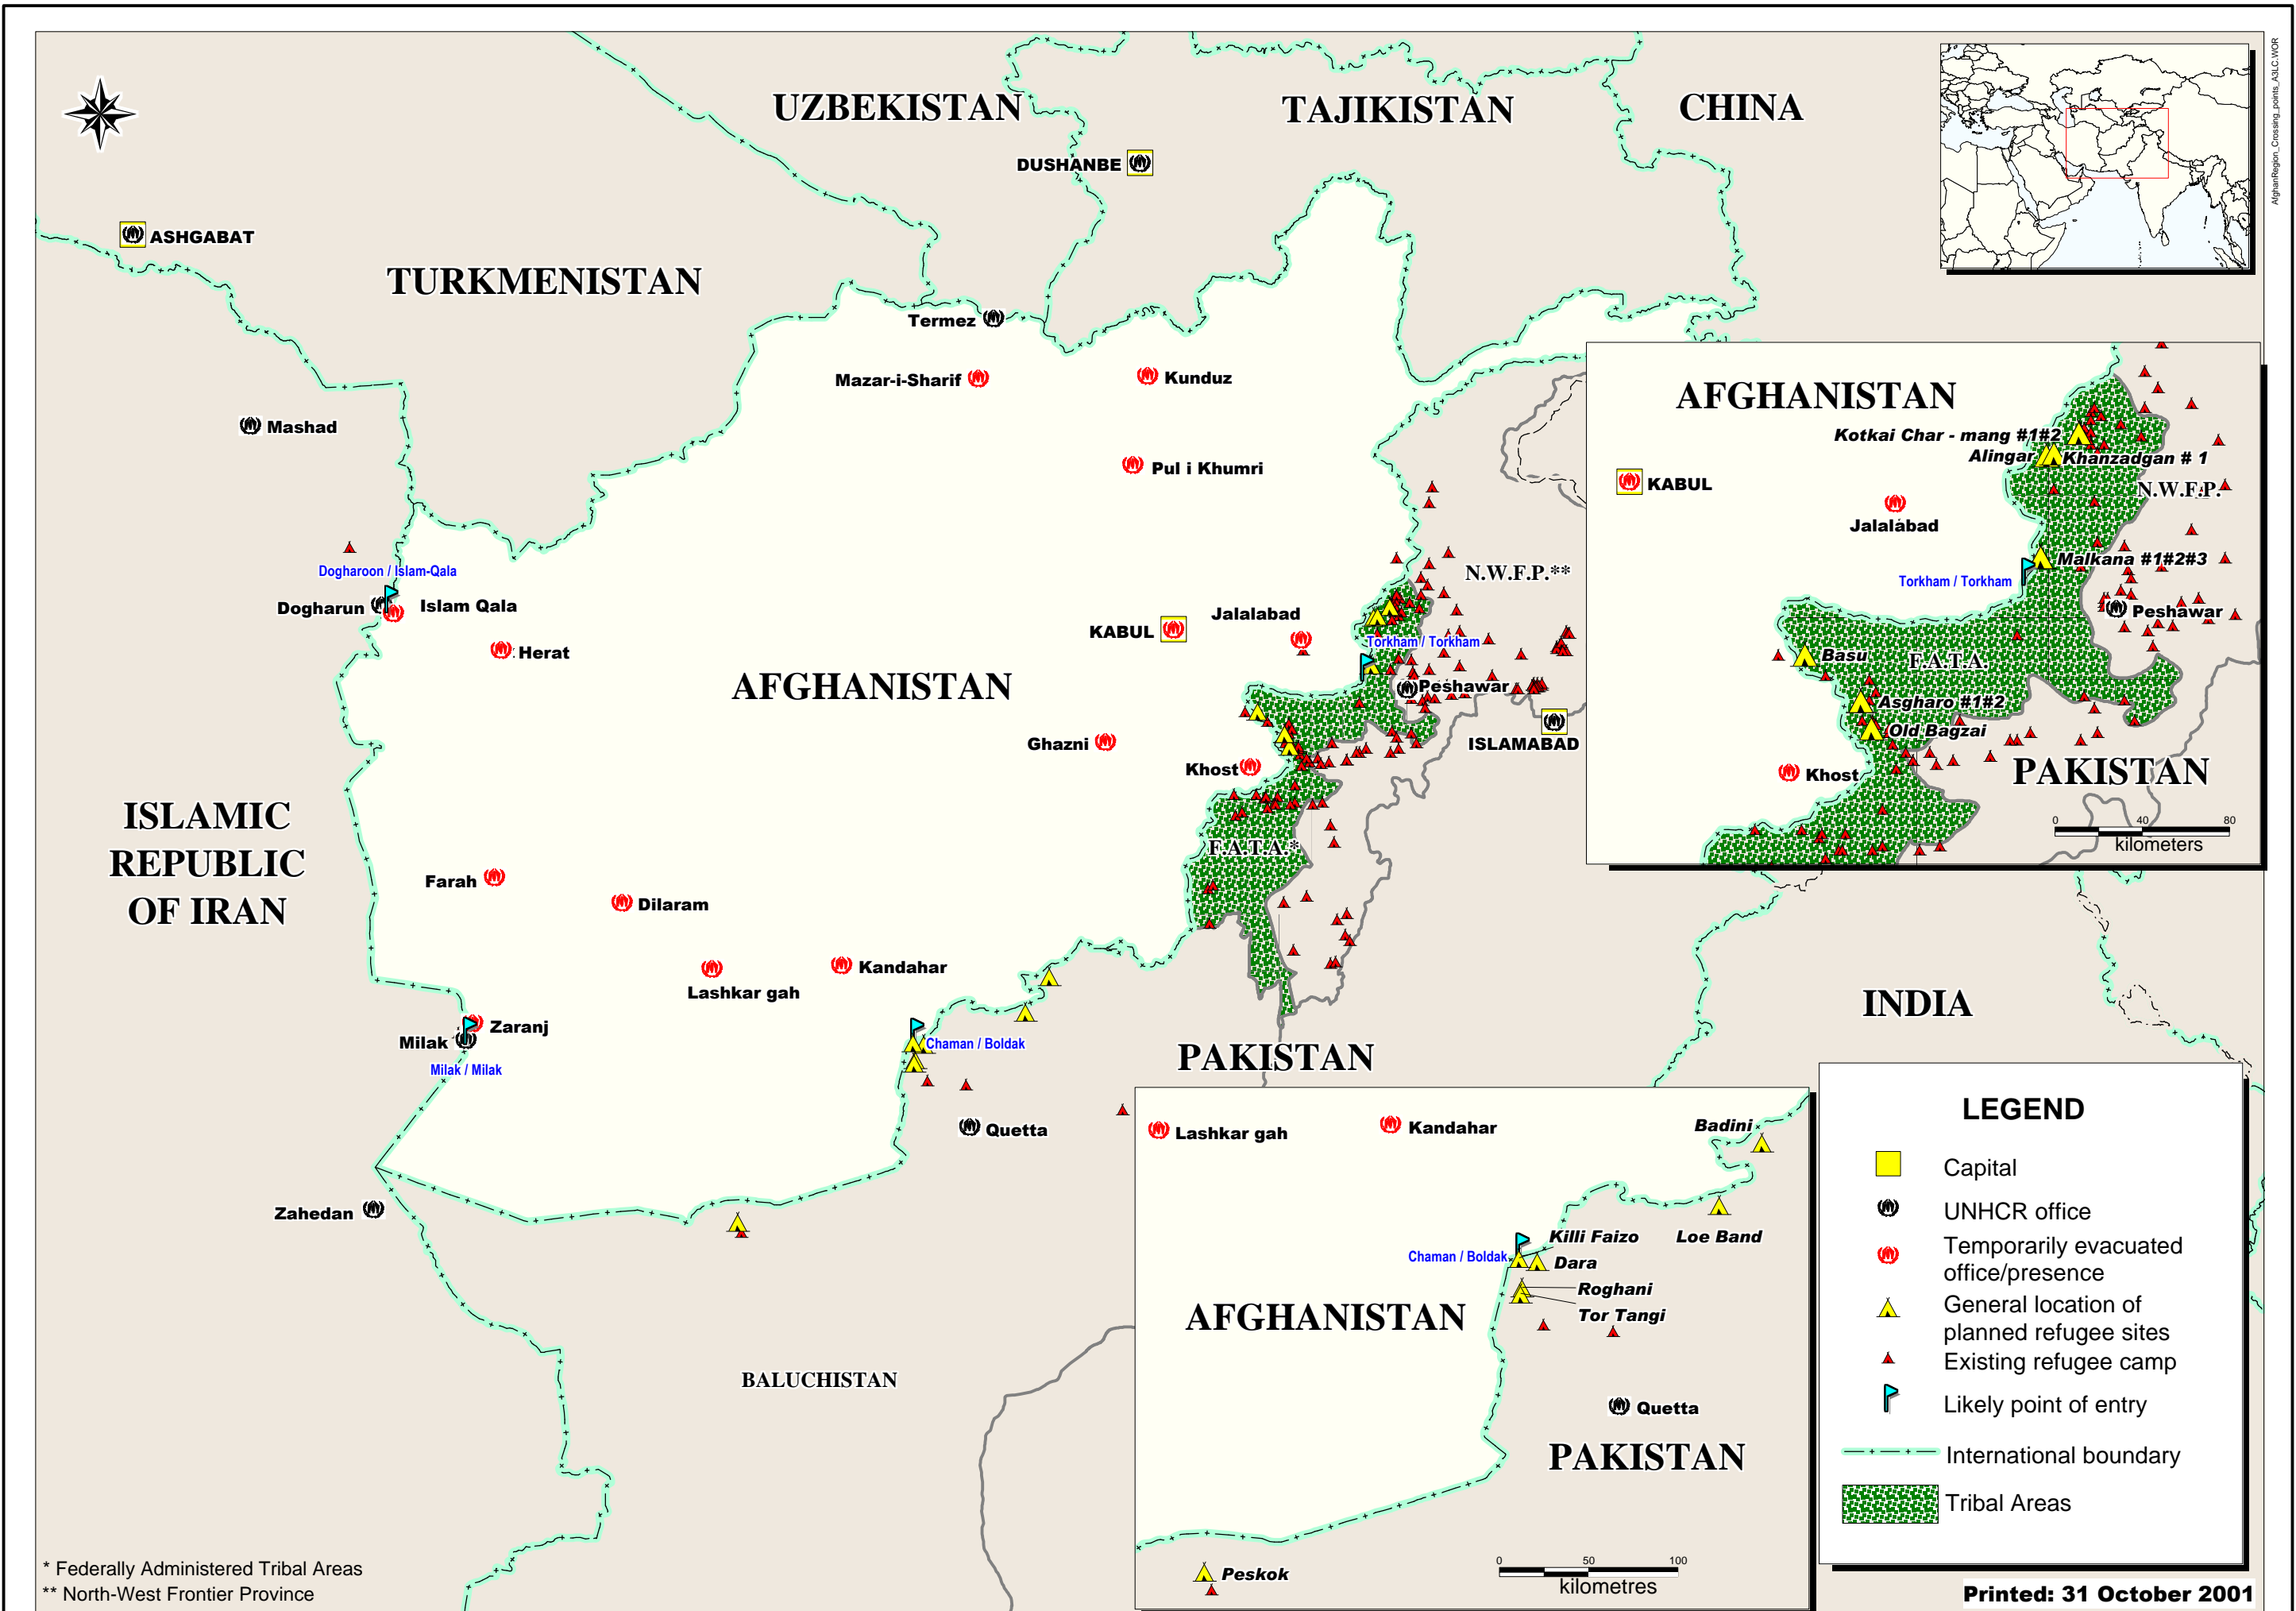 AfghanRegion_Crossing_points_A3LC.WOR
UZBEKISTAN
TAJIKISTAN
CHINA
DUSHANBE
ASHGABAT
TURKMENISTAN
Termez
Mazar-i-Sharif
Kunduz
Mashad
Pul i Khumri
Dogharoon / Islam-Qala
Dogharun
Islam Qala
Herat
N.W.F.P.**
KABUL
Jalalabad
Torkham / Torkham
Peshawar
AFGHANISTAN
Ghazni
ISLAMABAD
Khost
ISLAMIC
REPUBLIC
OF IRAN
F.A.T.A.*
Farah
Dilaram
Kandahar
Lashkar gah
Zaranj
Milak
Milak / Milak
Chaman / Boldak
PAKISTAN
INDIA
Quetta
Zahedan
BALUCHISTAN
AFGHANISTAN
Kotkai Char - mang #1#2
Alingar
Khanzadgan # 1
KABUL
N.W.F.P.
Jalalabad
Malkana #1#2#3
Torkham / Torkham
Peshawar
Basu
F.A.T.A.
Asgharo #1#2
Old Bagzai
Khost
PAKISTAN
0 40 80
kilometers
Lashkar gah
Kandahar
Badini
Killi Faizo
Loe Band
Chaman / Boldak
Dara
Roghani
AFGHANISTAN
Tor Tangi
Quetta
PAKISTAN
0 50 100
kilometres
Peskok
LEGEND
Capital
UNHCR office
Temporarily evacuated
office/presence
General location of
planned refugee sites
Existing refugee camp
Likely point of entry
International boundary
Tribal Areas
* Federally Administered Tribal Areas
** North-West Frontier Province
Printed: 31 October 2001